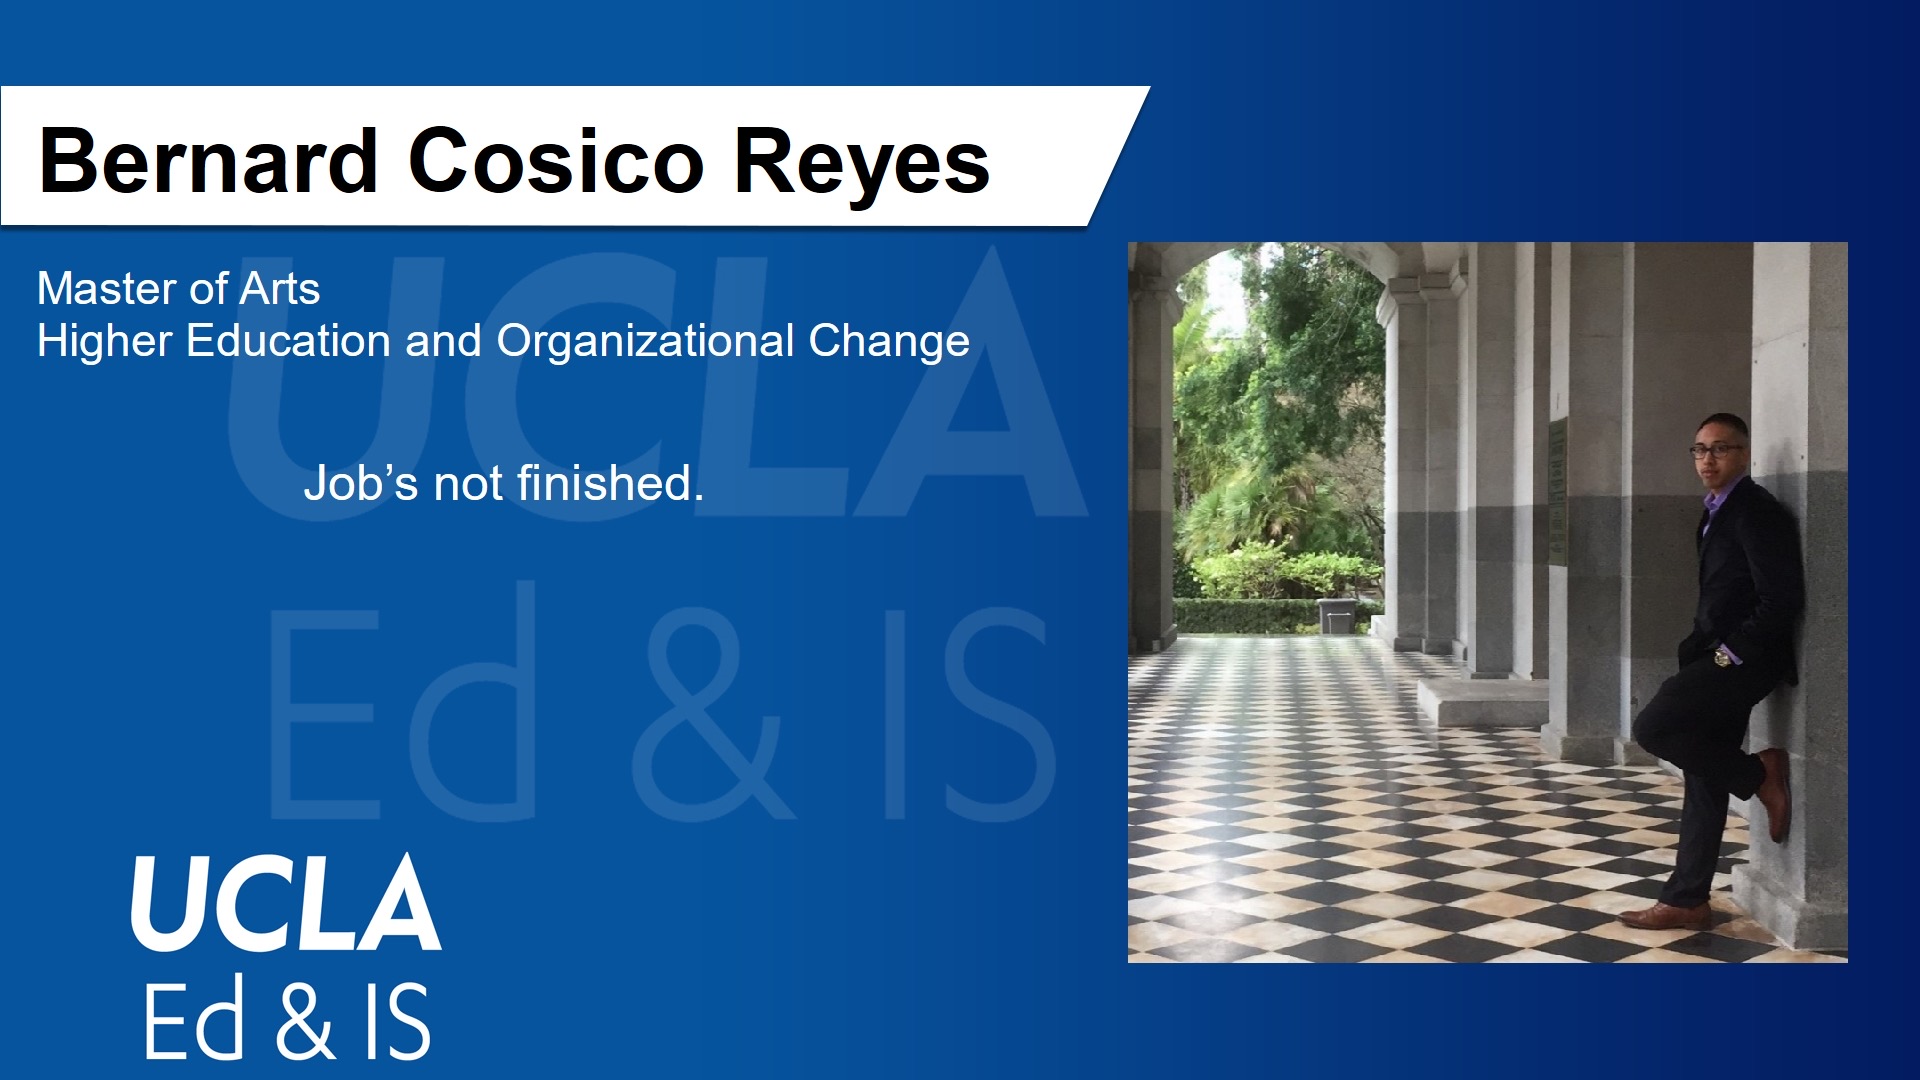 Bernard Cosico Reyes
Master of Arts
Higher Education and Organizational Change
Job’s not finished.
UCLA
Ed & IS
UCLA
Ed & IS